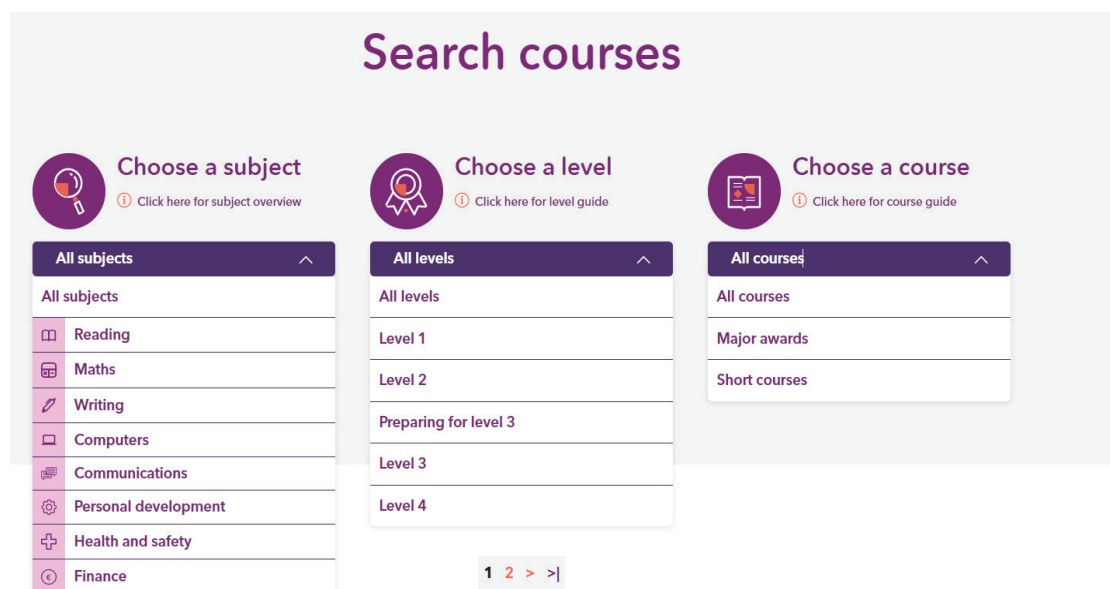 Search courses
Choose a subject
Click here for subject overview
All subjects
All subjects
Reading
Maths
Writing
Computers
Communications
Personal development
Health and safety
Finance
Choose a level
Click here for level guide
All levels
All levels
Level 1
Level 2
Preparing for level 3
Level 3
Level 4
Choose a course
Click here for course guide
All courses
All courses
Major awards
Short courses
1 2 > >|